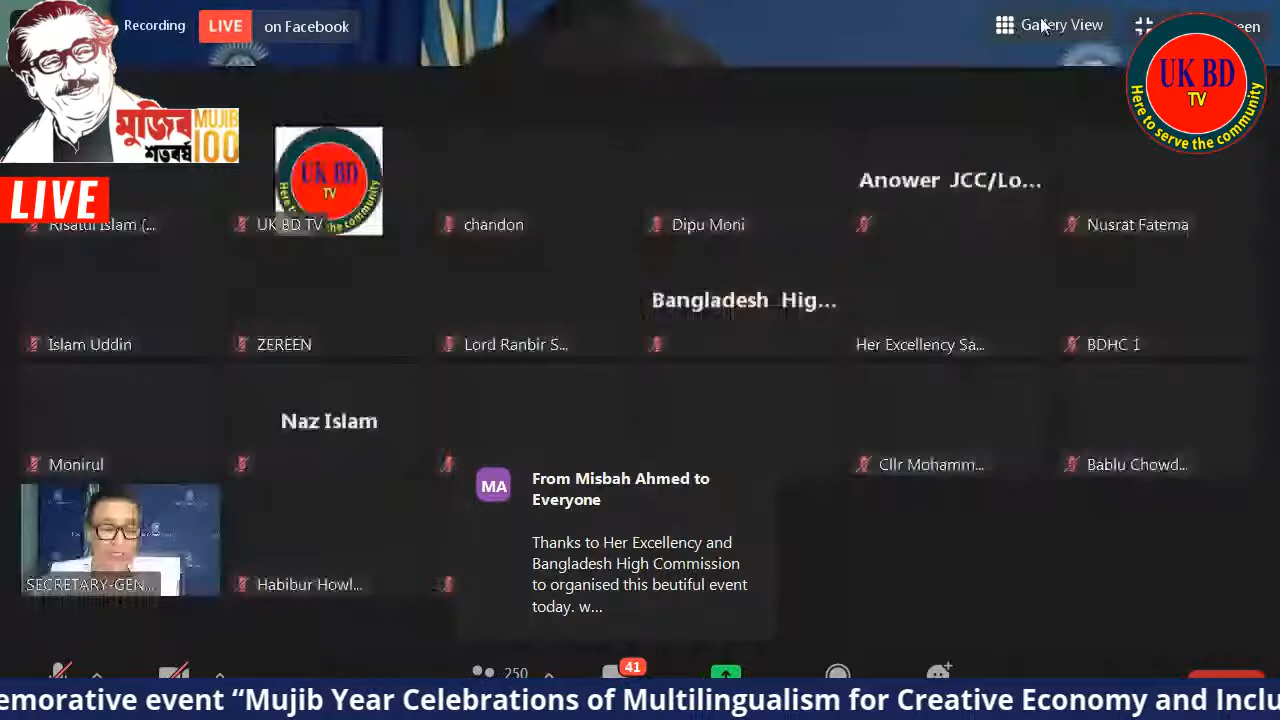 Recording
LIVE
on Facebook
Gallery View
UK BD
TV
Here to serve the community
মুজিব
শতবর্ষ
MUJIB
100
LIVE
UK BD
TV
the community
Anower JCC/Lo...
Risatul Islam (...
UK BD TV
chandon
Dipu Moni
Nusrat Fatema
Bangladesh Hig...
Islam Uddin
ZEREEN
Lord Ranbir S...
Her Excellency Sa...
BDHC 1
Naz Islam
Monirul
Cllr Mohamm...
Bablu Chowd...
MA
From Misbah Ahmed to
Everyone
Thanks to Her Excellency and
Bangladesh High Commission
to organised this beutiful event
today. w...
SECRETARY-GEN...
Habibur Howl...
250
41
emorative event “Mujib Year Celebrations of Multilingualism for Creative Economy and Inclu